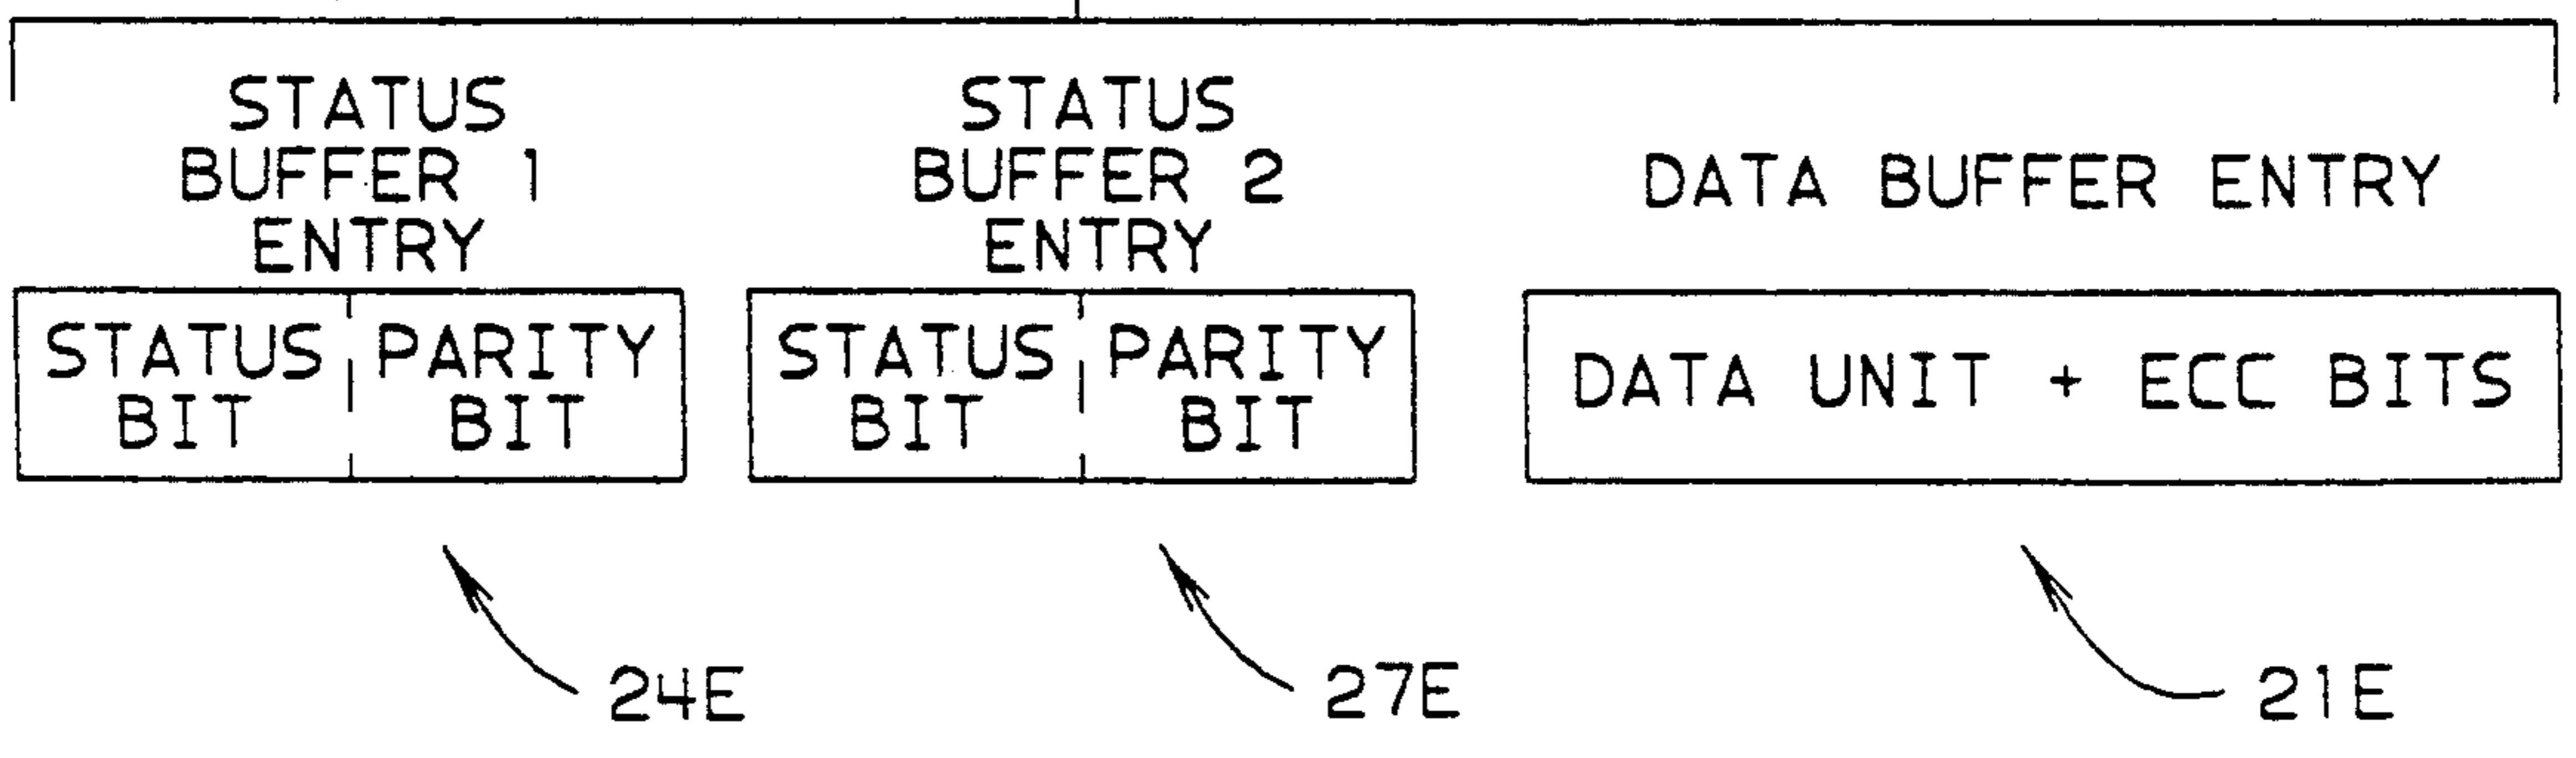 STATUS
BUFFER 1
ENTRY
STATUS
BUFFER 2
ENTRY
DATA BUFFER ENTRY
STATUS
BIT
PARITY
BIT
STATUS
BIT
PARITY
BIT
DATA UNIT + ECC BITS
24E
27E
21E